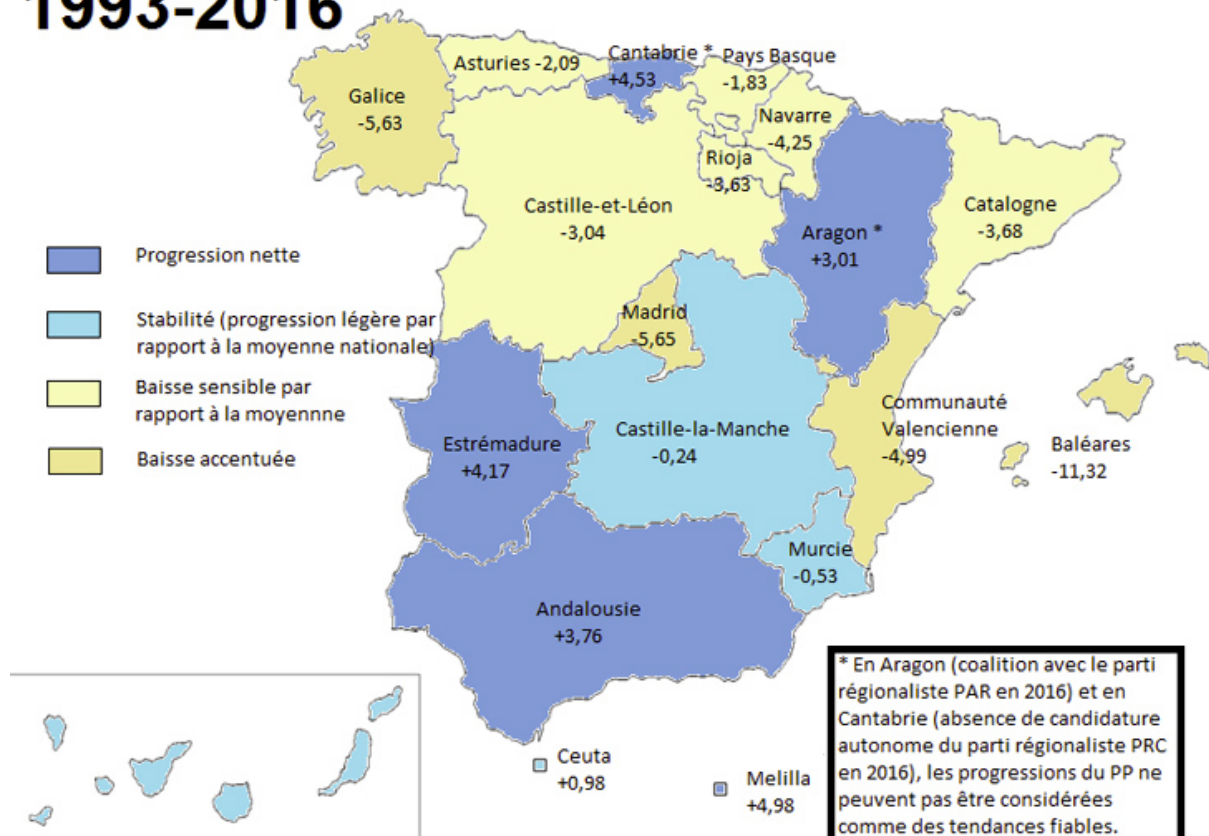 1993-2016
Cantabrie *
+4,53
Pays Basque
-1,83
Asturies -2,09
Galice
-5,63
Navarre
-4,25
Rioja
-3,63
Castille-et-Léon
-3,04
Aragon *
+3,01
Catalogne
-3,68
Progression nette
Stabilité (progression légère par
rapport à la moyenne nationale)
Baisse sensible par
rapport à la moyennne
Baisse accentuée
Madrid
-5,65
Estrémadure
+4,17
Castille-la-Manche
-0,24
Communauté
Valencienne
-4,99
Baléares
-11,32
Murcie
-0,53
Andalousie
+3,76
Ceuta
+0,98
Melilla
+4,98
* En Aragon (coalition avec le parti
régionaliste PAR en 2016) et en
Cantabrie (absence de candidature
autonome du parti régionaliste PRC
en 2016), les progressions du PP ne
peuvent pas être considérées
comme des tendances fiables.